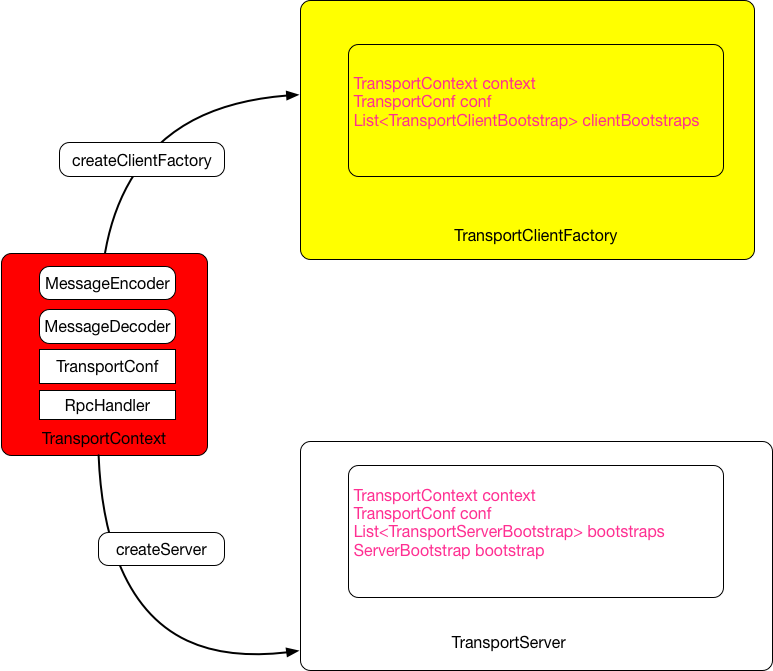 TransportContext context
TransportConf conf
List<TransportClientBootstrap> clientBootstraps
TransportClientFactory
createClientFactory
MessageEncoder
MessageDecoder
TransportConf
RpcHandler
TransportContext
createServer
TransportContext context
TransportConf conf
List<TransportServerBootstrap> bootstraps
ServerBootstrap bootstrap
TransportServer